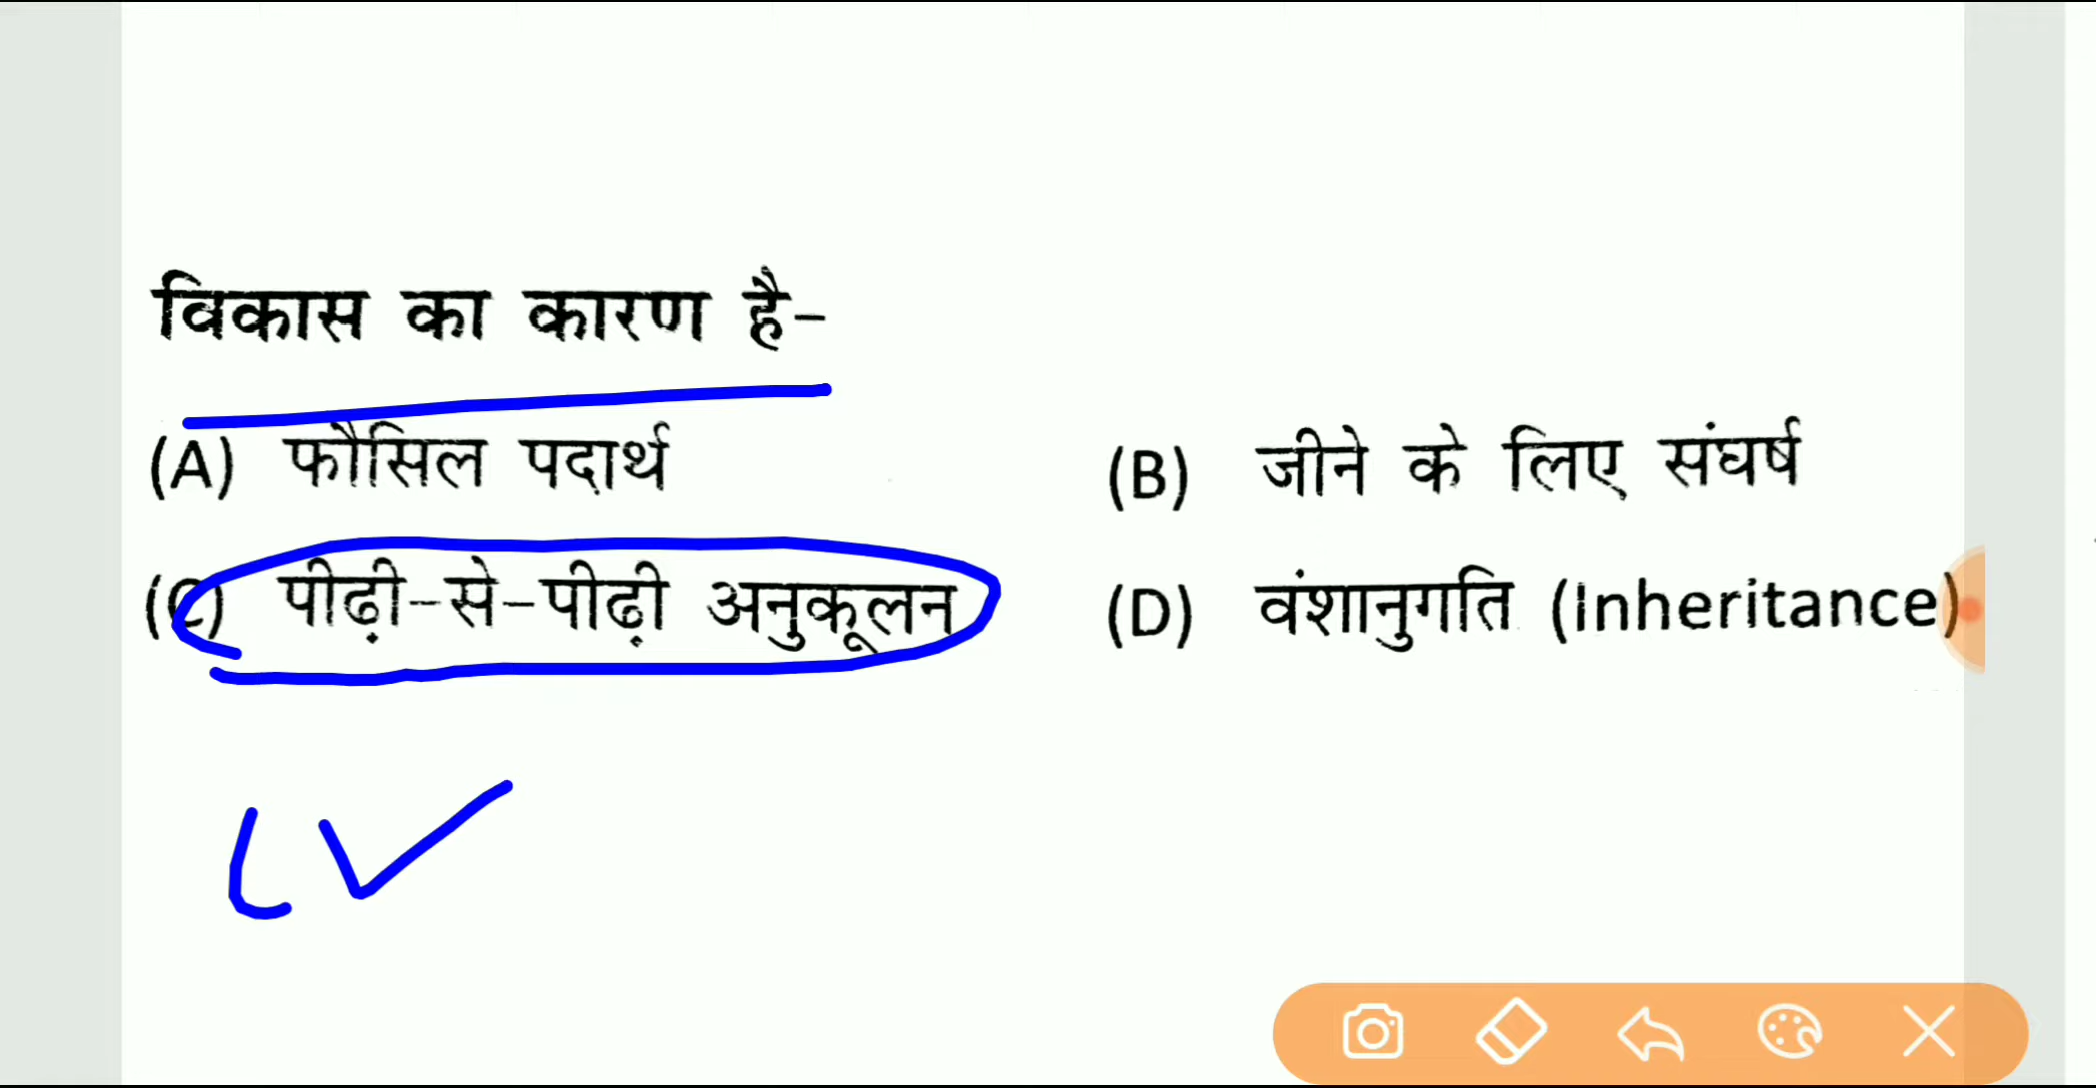 विकास का कारण है-
(A) फौसिल पदार्थ (B) जीने के लिए संघर्ष
(C) पीढ़ी-से-पीढ़ी अनुकूलन (D) वंशानुगति (Inheritance)